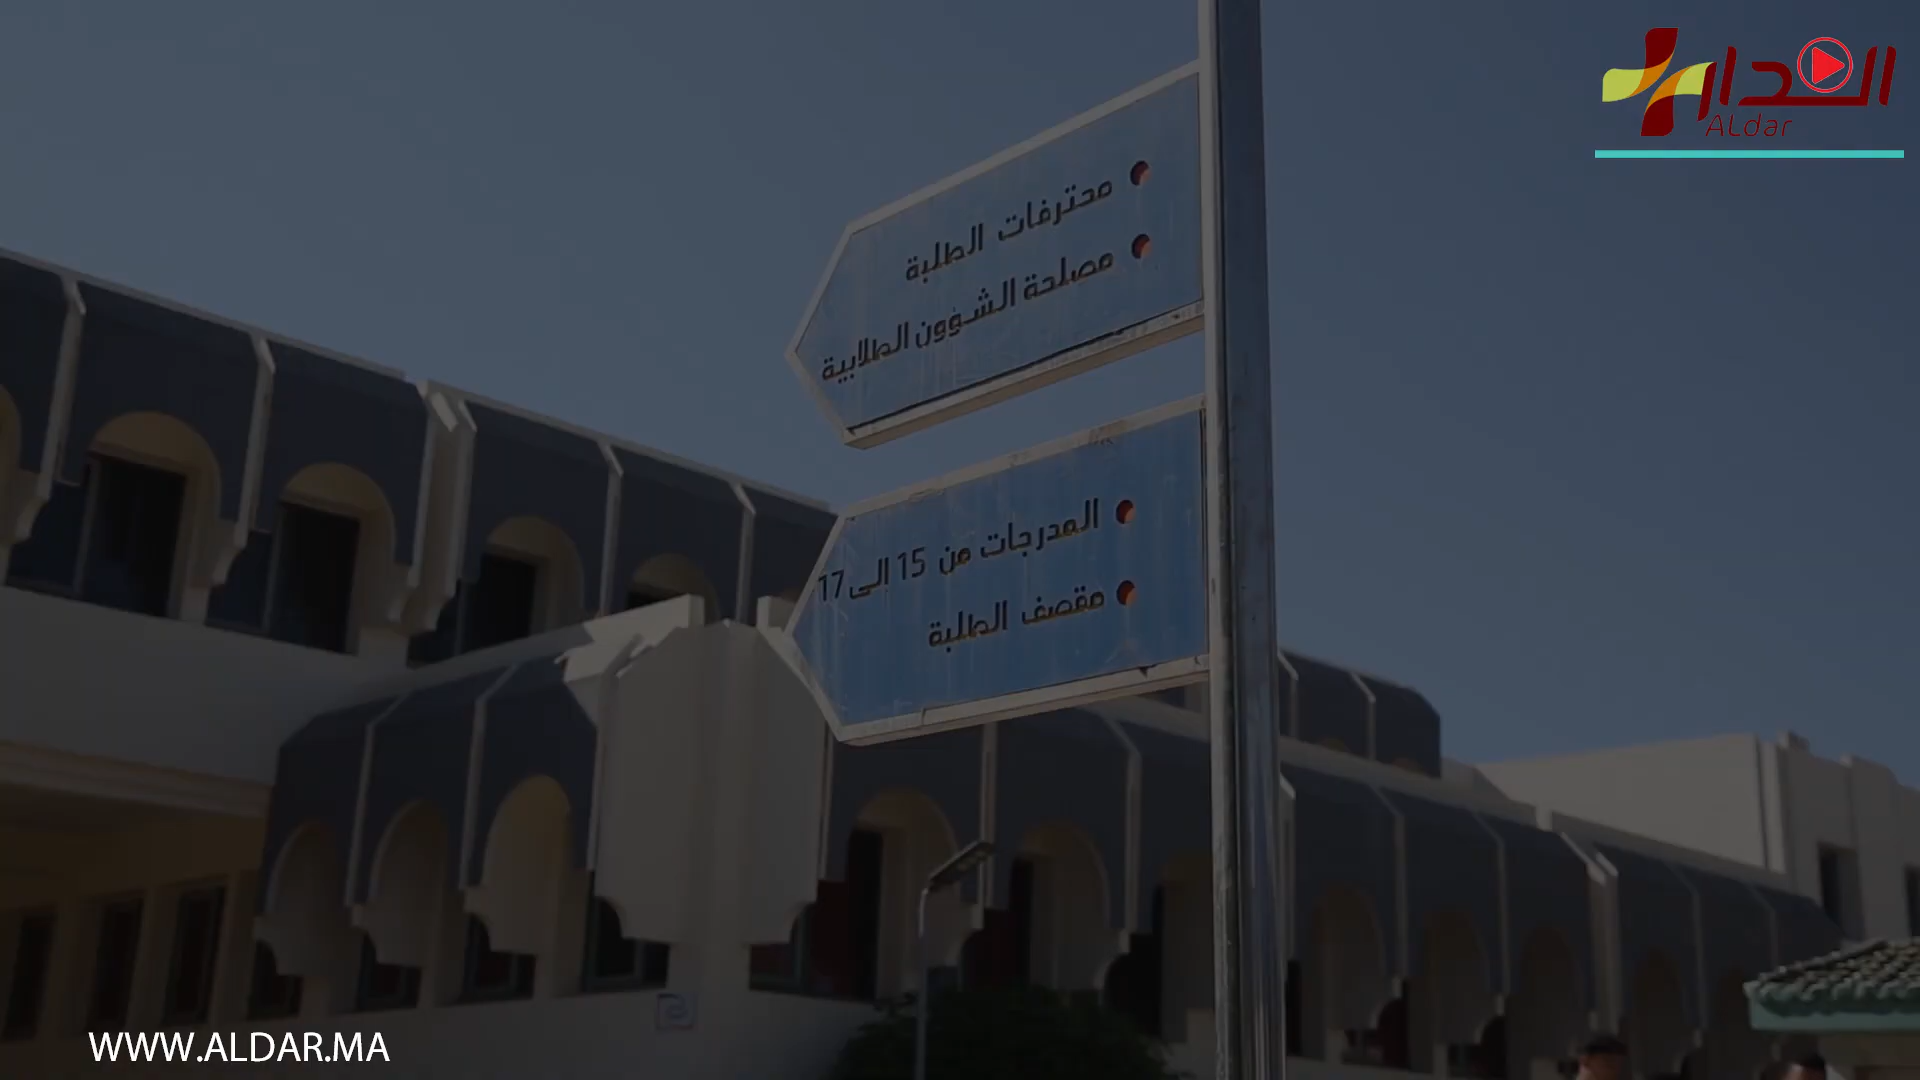 الدار
ALdar
محترفات الطلبة
مصلحة الشؤون الطلابية
المدرجات من 15 الى 17
مقصف الطلبة
WWW.ALDAR.MA